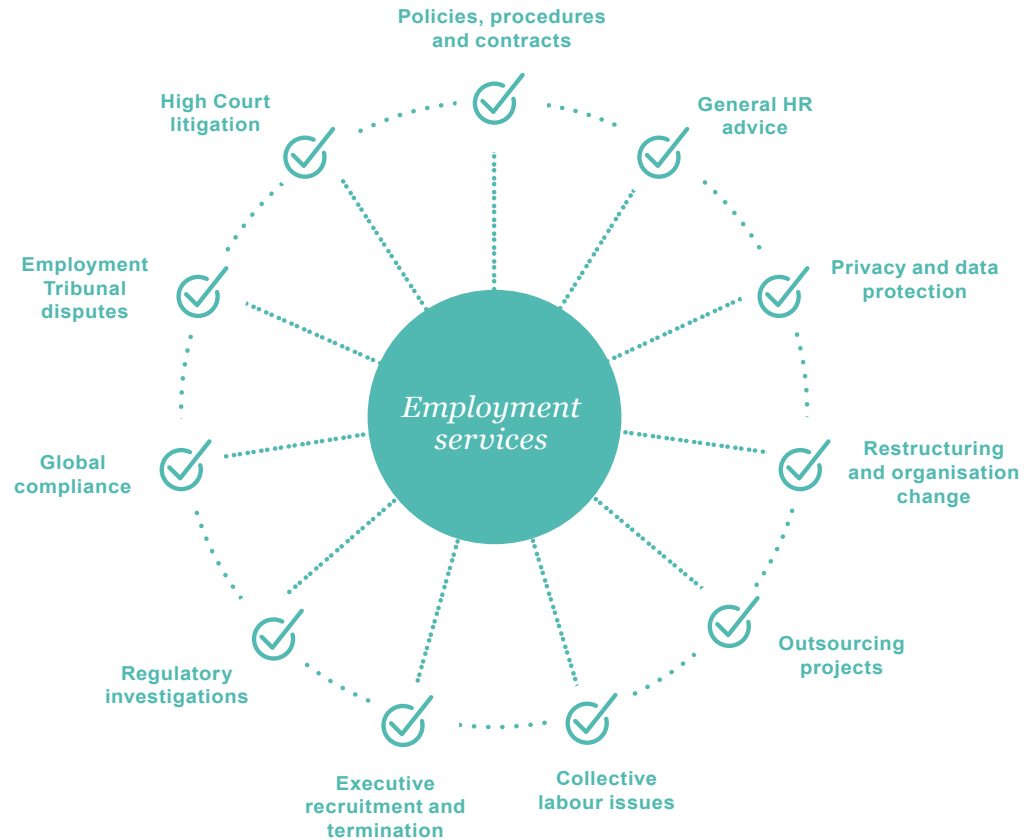 Policies, procedures
and contracts
General HR
advice
Privacy and data
protection
Restructuring
and organisation
change
Outsourcing
projects
Collective
labour issues
Executive
recruitment and
termination
Regulatory
investigations
Global
compliance
Employment
Tribunal
disputes
High Court
litigation
Employment
services